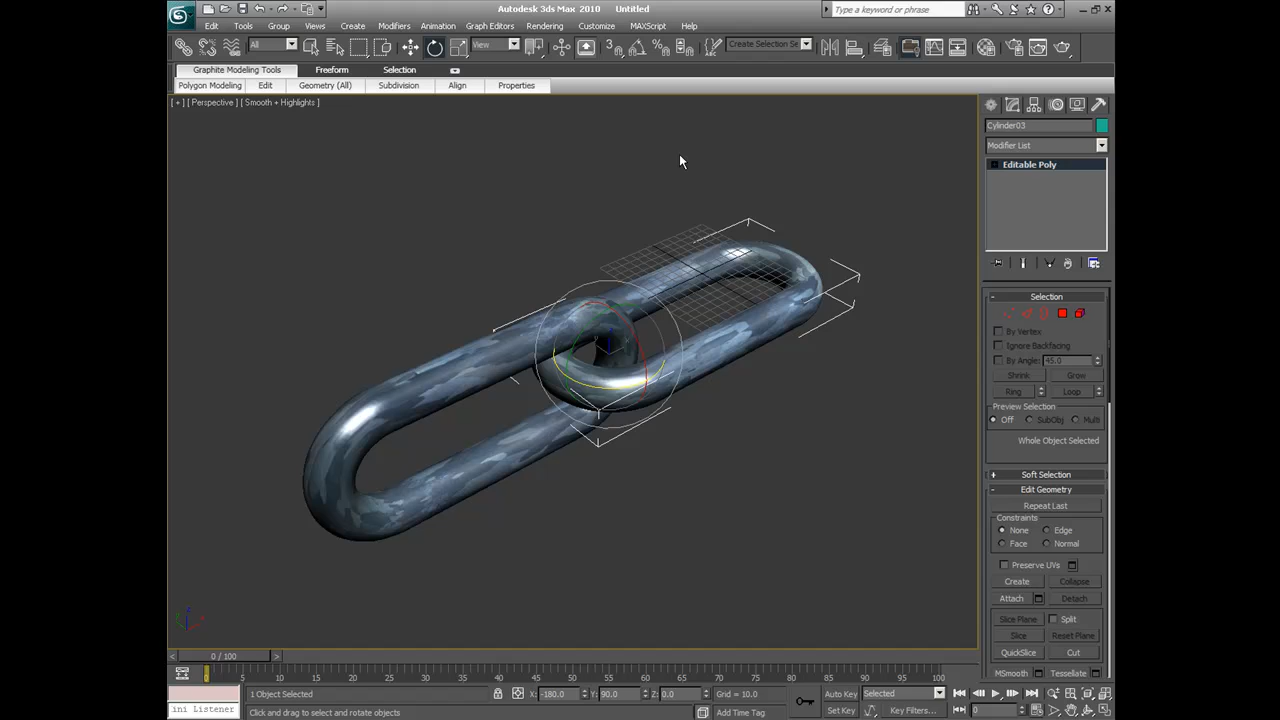 Autodesk 3ds Max 2010 Untitled
Type a keyword or phrase
Edit Tools Group Views Create Modifiers Animation Graph Editors Rendering Customize MAXScript Help
All
View
Create Selection Se
Graphite Modeling Tools Freeform Selection
Polygon Modeling Edit Geometry (All) Subdivision Align Properties
[ + ] [ Perspective ] [ Smooth + Highlights ]
Cylinder03
Modifier List
Editable Poly
Selection
By Vertex
Ignore Backfacing
By Angle: 45.0
Shrink Grow
Ring Loop
Preview Selection
Off SubObj Multi
Whole Object Selected
Soft Selection
Edit Geometry
Repeat Last
Constraints
None Edge
Face Normal
Preserve UVs
Create Collapse
Attach Detach
Slice Plane Split
Slice Reset Plane
QuickSlice Cut
MSmooth Tessellate
0 / 100
0 5 10 15 20 25 30 35 40 45 50 55 60 65 70 75 80 85 90 95 100
1 Object Selected X: -180.0 Y: 90.0 Z: 0.0 Grid = 10.0 Auto Key Selected
ini Listener Click and drag to select and rotate objects Add Time Tag Set Key Key Filters... 0